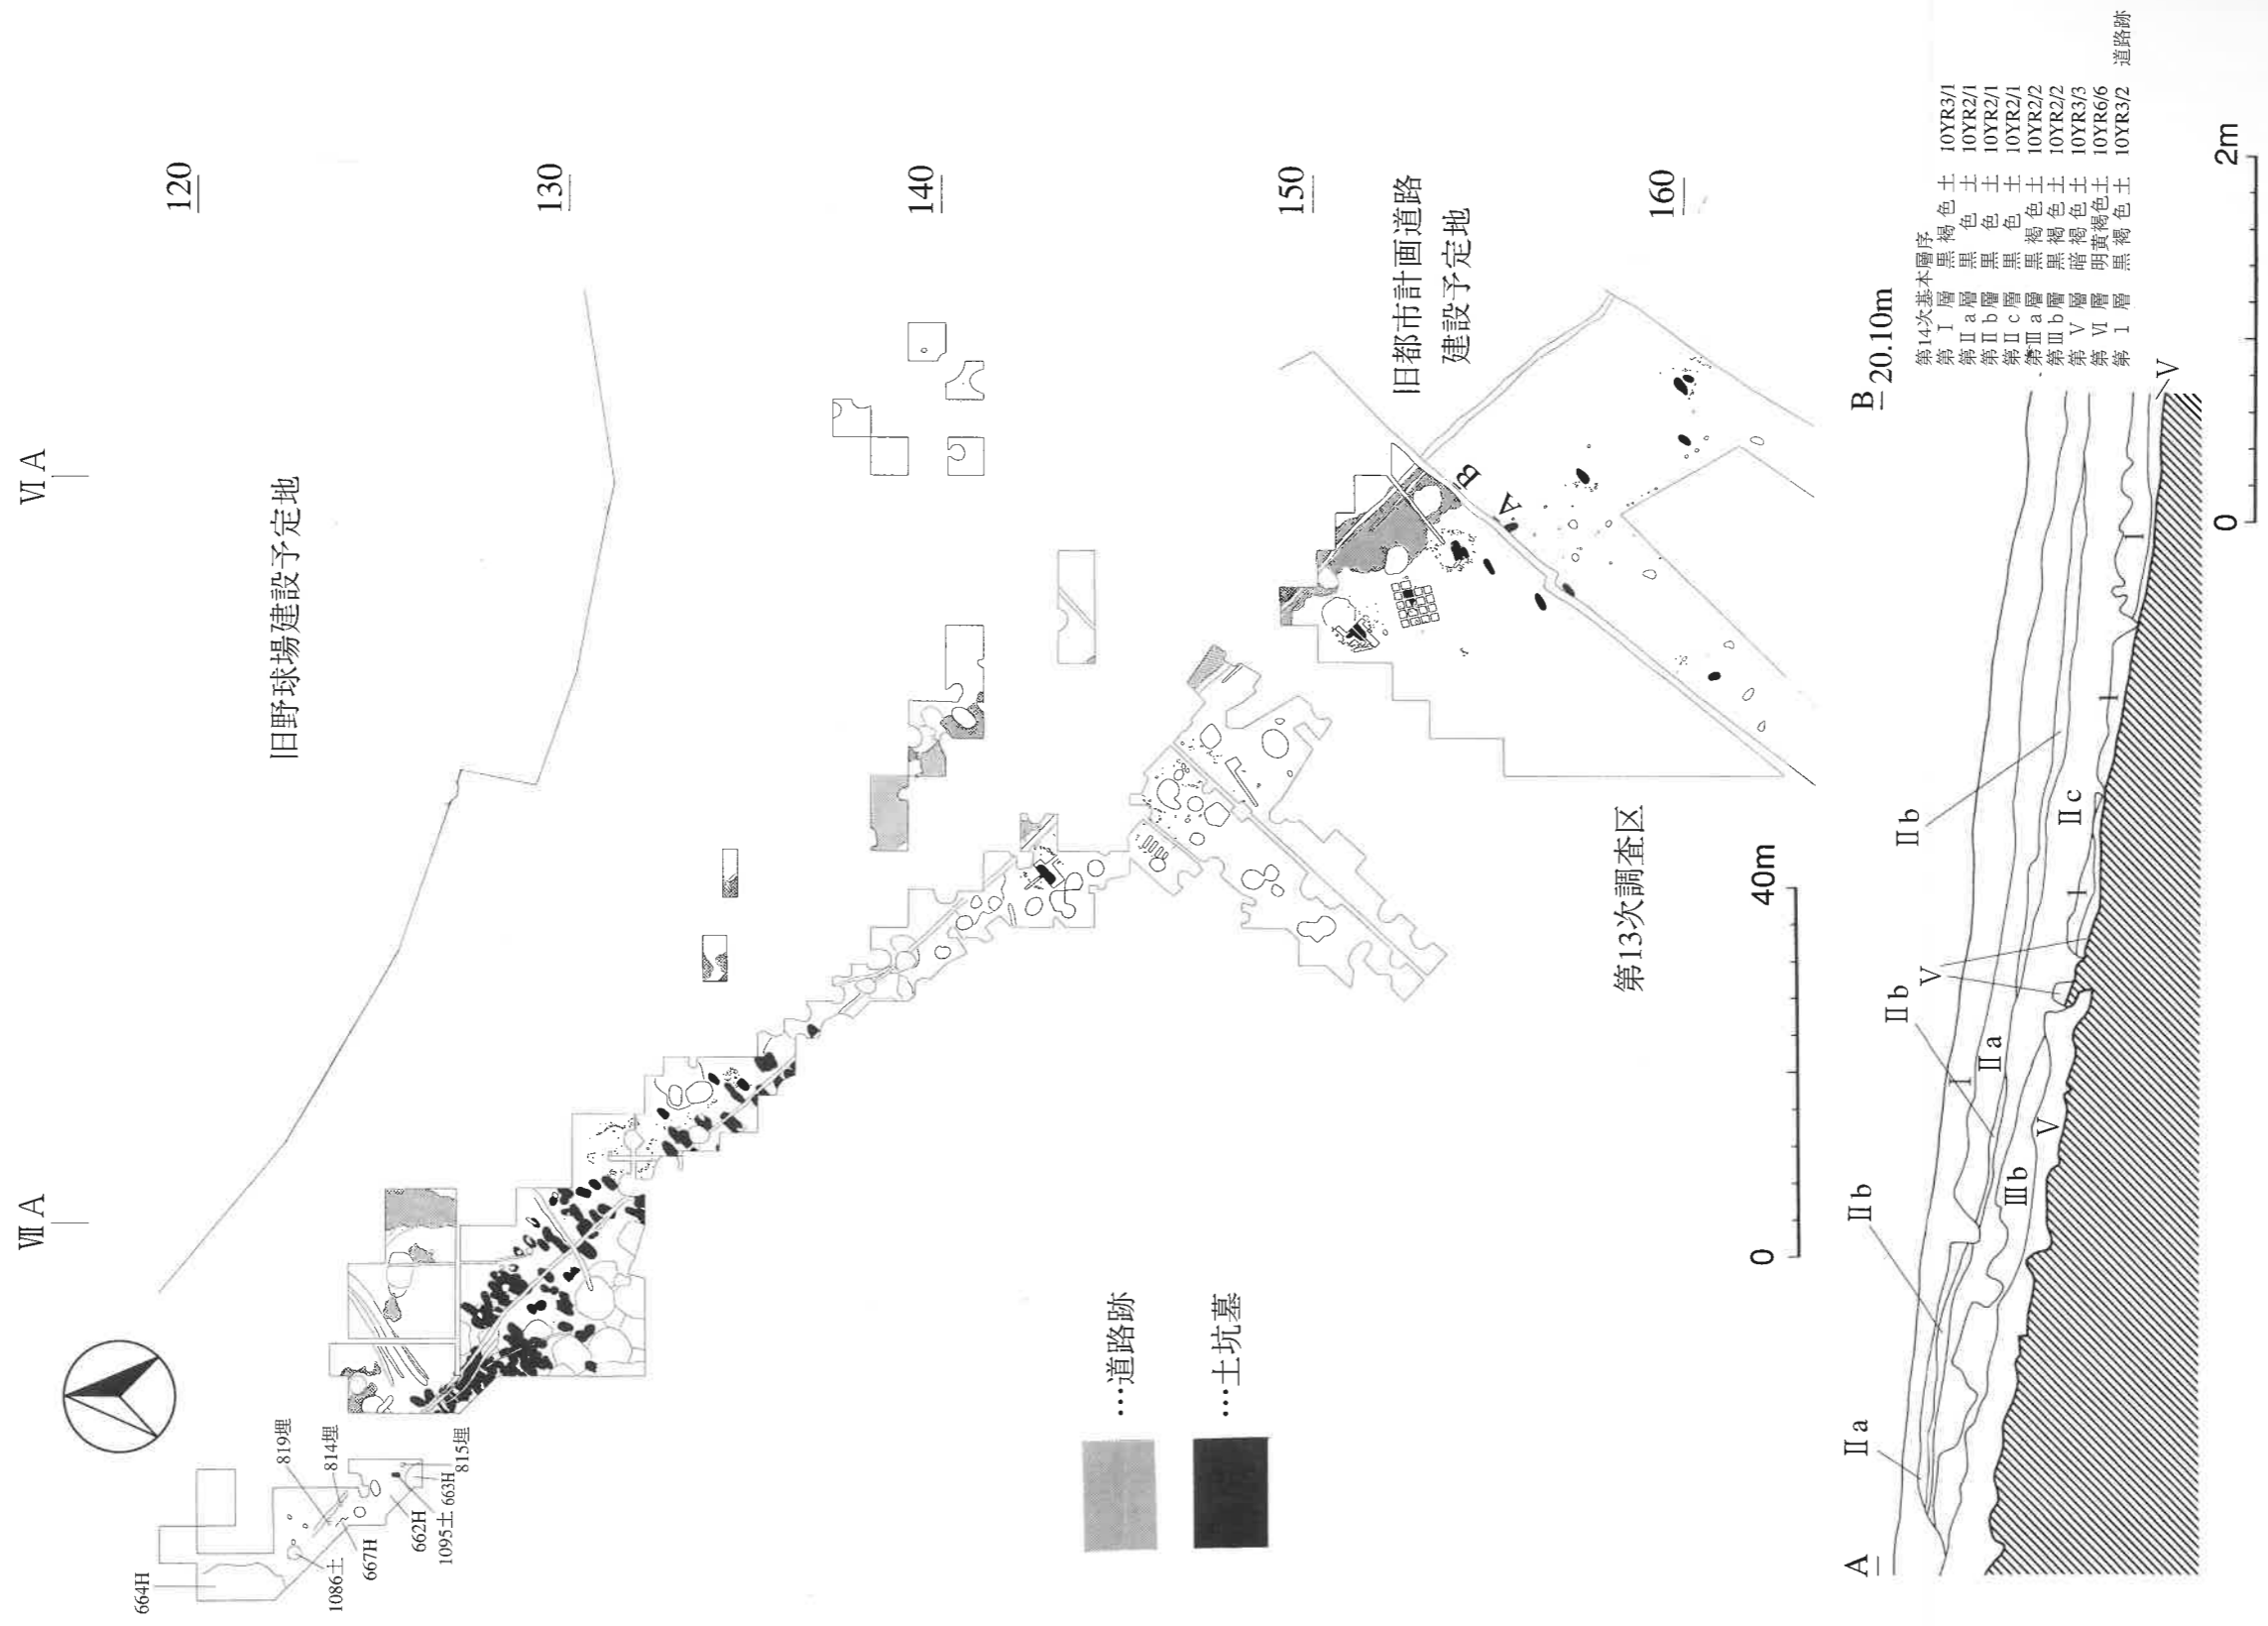 Ⅵ A
Ⅶ A
120
130
140
150
160
旧野球場建設予定地
旧都市計画道路
建設予定地
第13次調査区
819埋
814埋
815埋
663H
1095土
662H
667H
1086土
664H
A
B
…道路跡
…土坑墓
0
40m
第14次基本層序
第 Ⅰ 層 黒 褐 色 土 10YR3/1
第Ⅱa層 黒 色 土 10YR2/1
第Ⅱb層 黒 色 土 10YR2/1
第Ⅱc層 黒 色 土 10YR2/1
第Ⅲa層 黒 褐 色 土 10YR2/2
第Ⅲb層 黒 褐 色 土 10YR2/2
第 Ⅴ 層 暗 褐 色 土 10YR3/3
第 Ⅵ 層 明黄褐色土 10YR6/6
第 1 層 黒 褐 色 土 10YR3/2 道路跡
A
B
20.10m
Ⅱa
Ⅱb
Ⅱb
Ⅴ
Ⅱb
Ⅰ
Ⅱa
Ⅱc
Ⅲb
Ⅴ
1
1
1
Ⅴ
0
2m